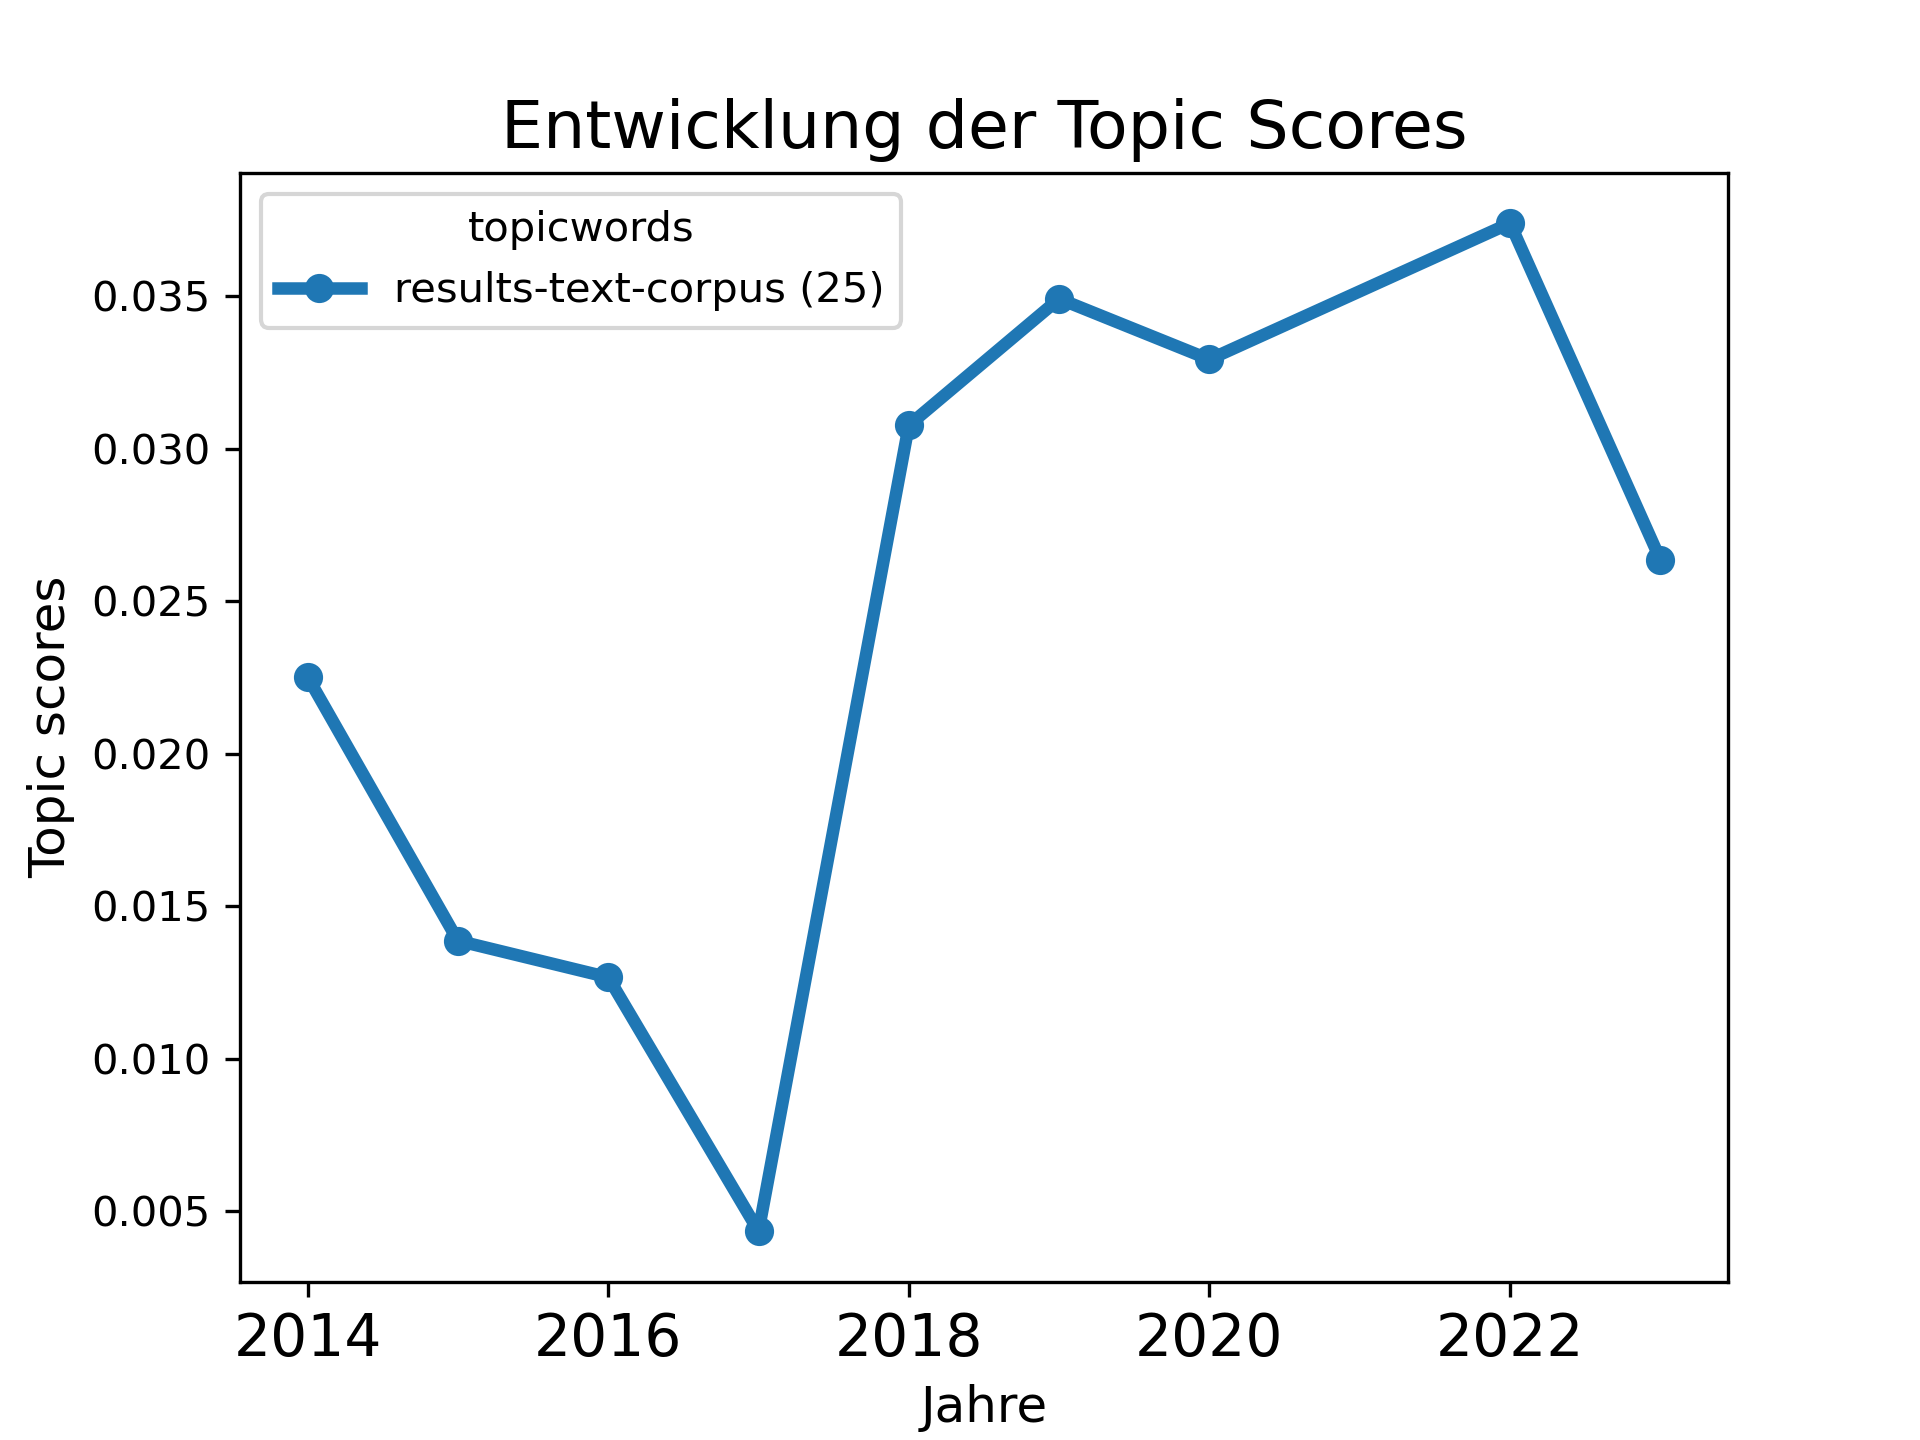 Entwicklung der Topic Scores
topicwords
results-text-corpus (25)
0.035
0.030
0.025
0.020
0.015
0.010
0.005
Topic scores
2014 2016 2018 2020 2022
Jahre